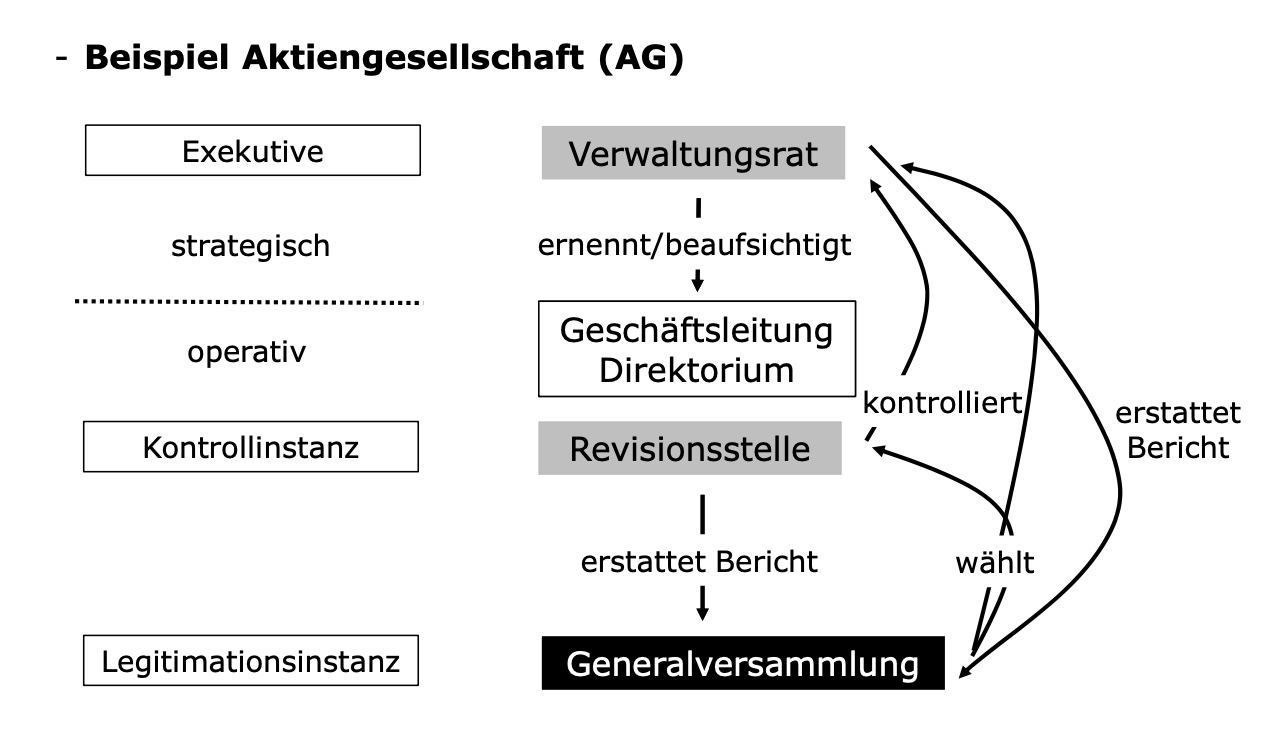 - Beispiel Aktiengesellschaft (AG)
Exekutive
Verwaltungsrat
strategisch
ernennt/beaufsichtigt
operativ
Geschäftsleitung
Direktorium
kontrolliert
erstattet
Bericht
Kontrollinstanz
Revisionsstelle
erstattet Bericht
wählt
Legitimationsinstanz
Generalversammlung